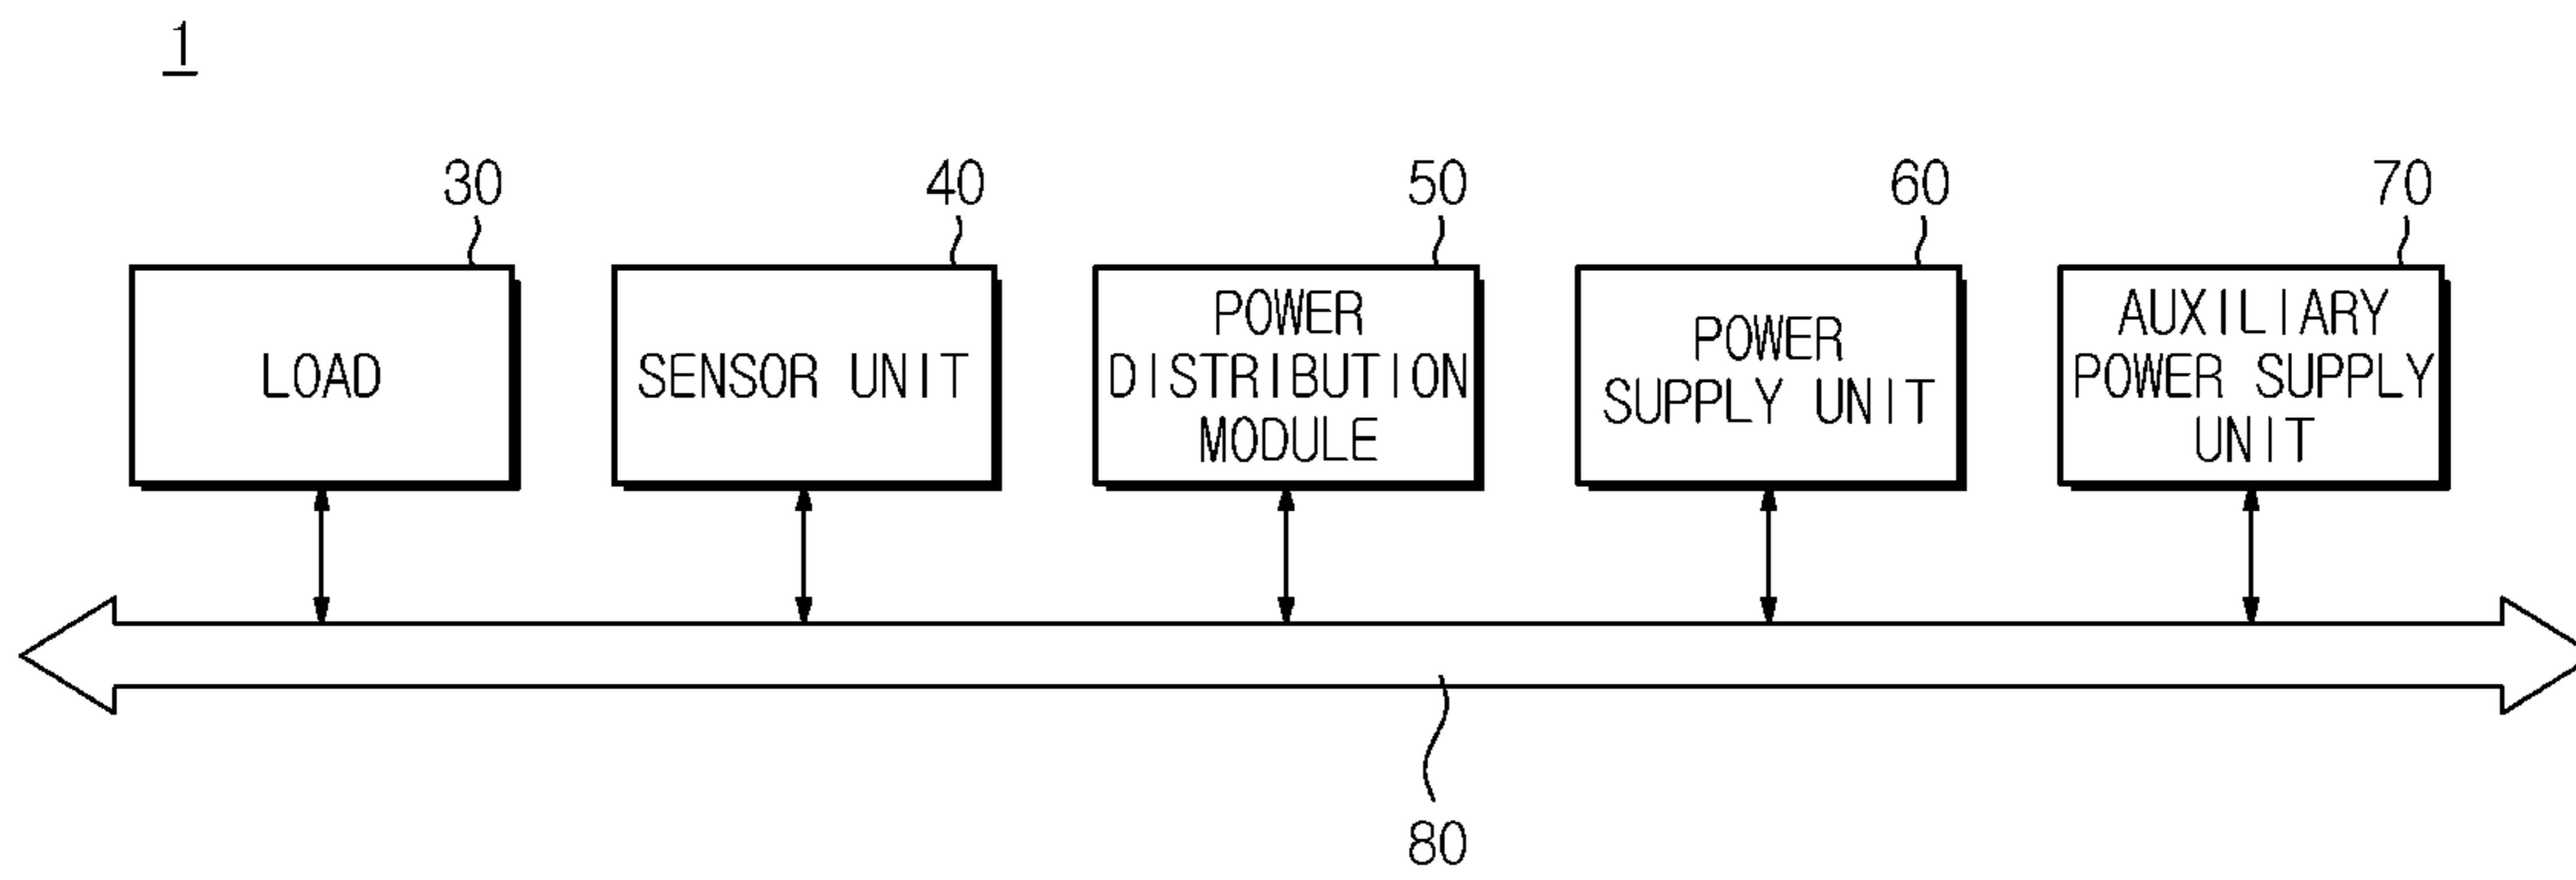 1
30
40
50
60
70
LOAD
SENSOR UNIT
POWER
DISTRIBUTION
MODULE
POWER
SUPPLY UNIT
AUXILIARY
POWER SUPPLY
UNIT
80